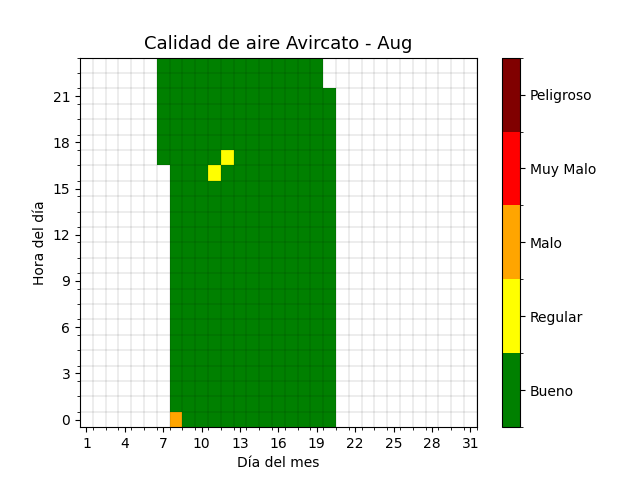 Calidad de aire Avircato - Aug
Hora del día
21
18
15
12
9
6
3
0
1 4 7 10 13 16 19 22 25 28 31
Día del mes
Peligroso
Muy Malo
Malo
Regular
Bueno